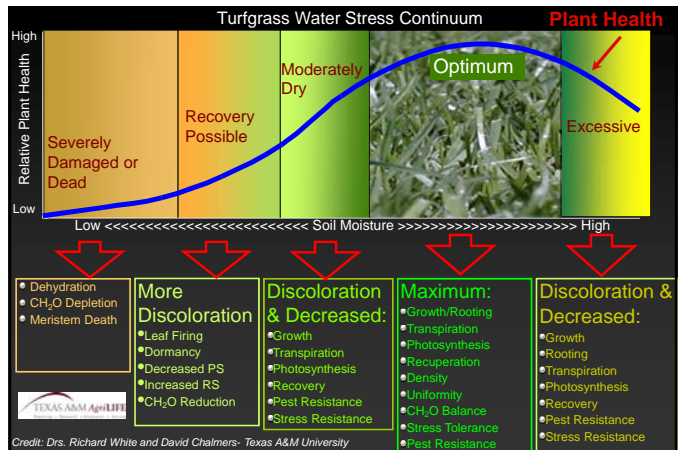 Turfgrass Water Stress Continuum
Plant Health
High
Relative Plant Health
Low
Severely
Damaged or
Dead
Recovery
Possible
Moderately
Dry
Optimum
Excessive
Low <<<<<<<<<<<<<<<<<<<<<<<<< Soil Moisture >>>>>>>>>>>>>>>>>>>>>> High
Dehydration
CH₂O Depletion
Meristem Death
More
Discoloration
Leaf Firing
Dormancy
Decreased PS
Increased RS
CH₂O Reduction
Discoloration
& Decreased:
Growth
Transpiration
Photosynthesis
Recovery
Pest Resistance
Stress Resistance
Maximum:
Growth/Rooting
Transpiration
Photosynthesis
Recuperation
Density
Uniformity
CH₂O Balance
Stress Tolerance
Pest Resistance
Discoloration &
Decreased:
Growth
Rooting
Transpiration
Photosynthesis
Recovery
Pest Resistance
Stress Resistance
TEXAS A&M AgriLIFE
Credit: Drs. Richard White and David Chalmers- Texas A&M University